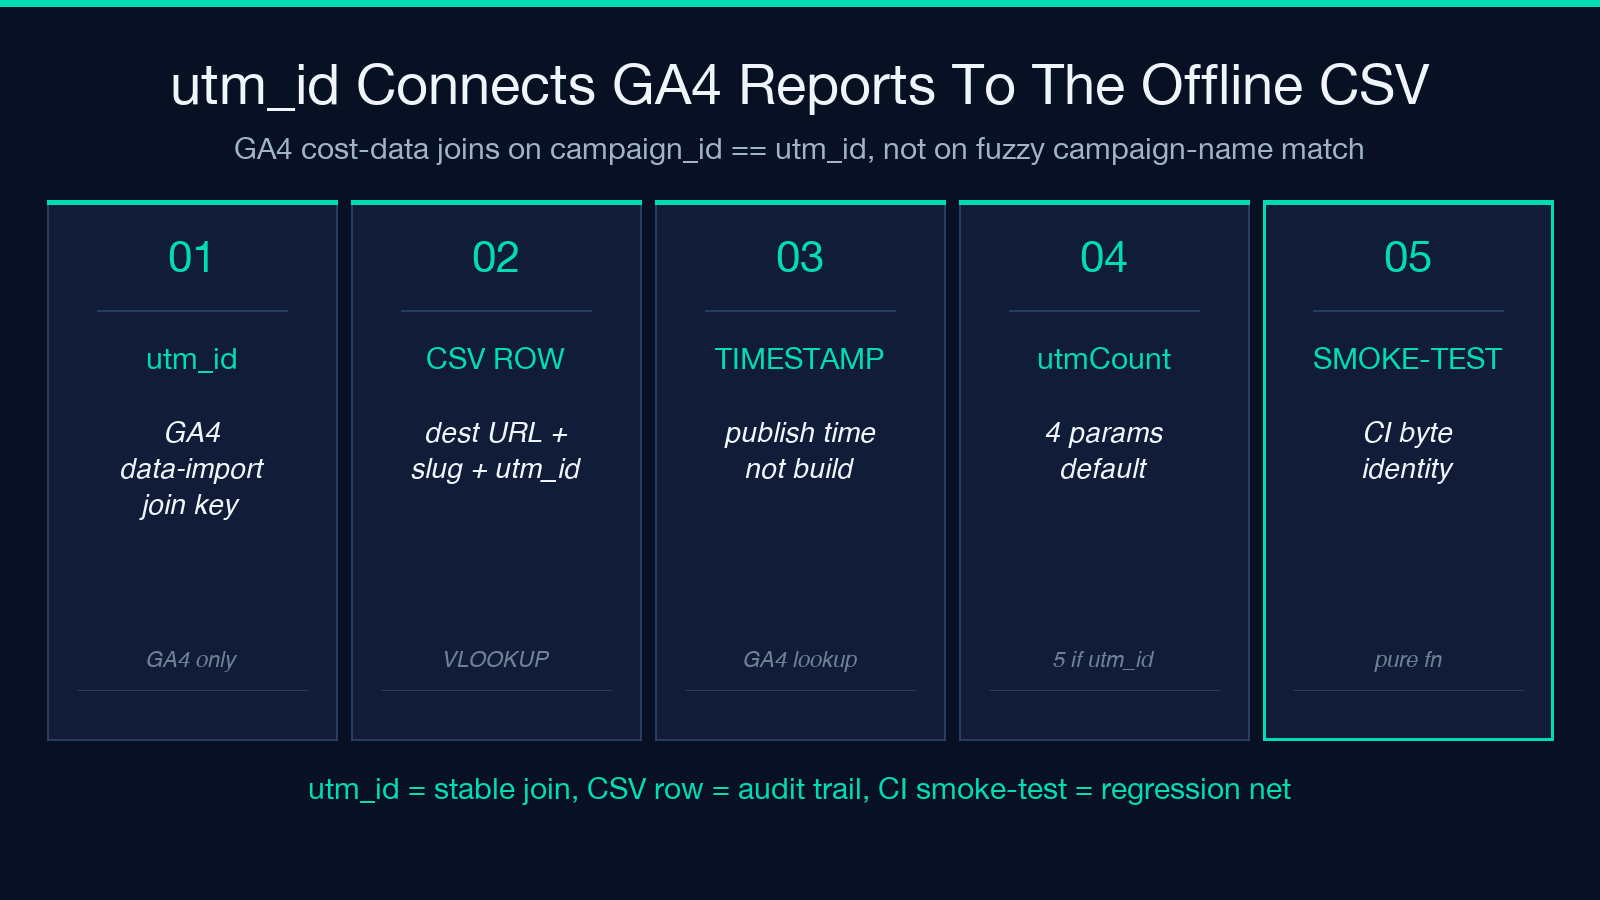 utm_id Connects GA4 Reports To The Offline CSV
GA4 cost-data joins on campaign_id == utm_id, not on fuzzy campaign-name match
01
utm_id
GA4
data-import
join key
GA4 only
02
CSV ROW
dest URL +
slug + utm_id
VLOOKUP
03
TIMESTAMP
publish time
not build
GA4 lookup
04
utmCount
4 params
default
5 if utm_id
05
SMOKE-TEST
CI byte
identity
pure fn
utm_id = stable join, CSV row = audit trail, CI smoke-test = regression net